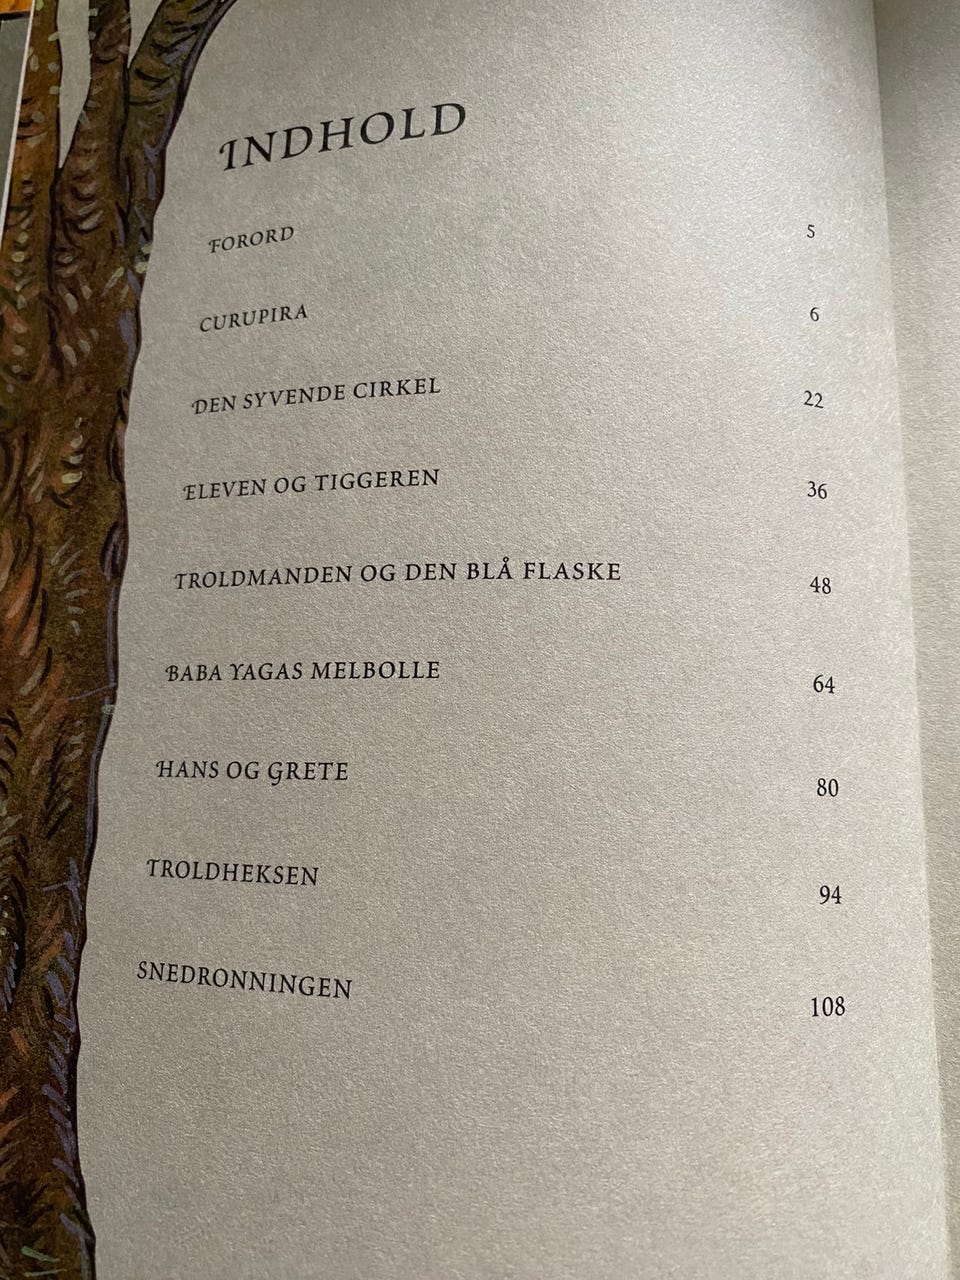 INDHOLD
FORORD 5
CURUPIRA 6
DEN SYVENDE CIRKEL 22
ELEVEN OG TIGGEREN 36
TROLDMANDEN OG DEN BLÅ FLASKE 48
BABA YAGAS MELBOLLE 64
HANS OG GRETE 80
TROLDHEKSEN 94
SNEDRONNINGEN 108